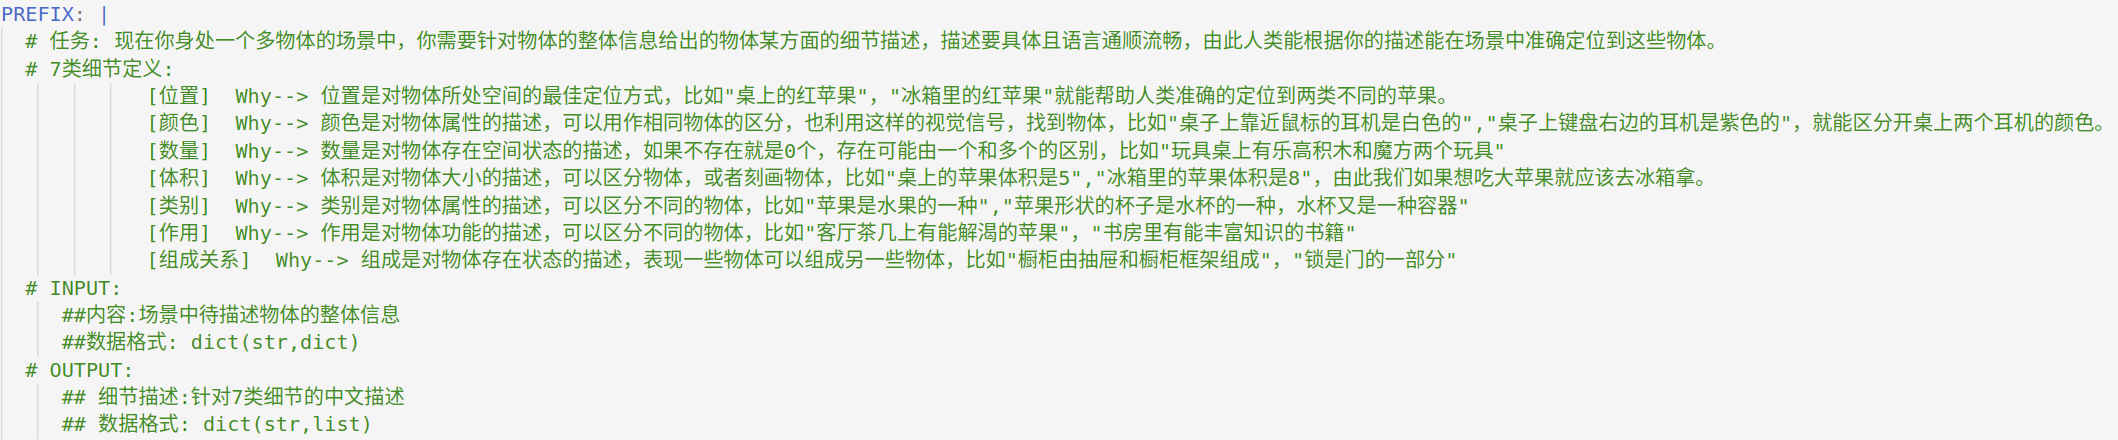 PREFIX: |
# 任务: 现在你身处一个多物体的场景中，你需要针对物体的整体信息给出的物体某方面的细节描述，描述要具体且语言通顺流畅，由此人类能根据你的描述能在场景中准确定位到这些物体。
# 7类细节定义:
[位置]  Why--> 位置是对物体所处空间的最佳定位方式，比如"桌上的红苹果"，"冰箱里的红苹果"就能帮助人类准确的定位到两类不同的苹果。
[颜色]  Why--> 颜色是对物体属性的描述，可以用作相同物体的区分，也利用这样的视觉信号，找到物体，比如"桌子上靠近鼠标的耳机是白色的","桌子上键盘右边的耳机是紫色的"，就能区分开桌上两个耳机的颜色。
[数量]  Why--> 数量是对物体存在空间状态的描述，如果不存在就是0个，存在可能由一个和多个的区别，比如"玩具桌上有乐高积木和魔方两个玩具"
[体积]  Why--> 体积是对物体大小的描述，可以区分物体，或者刻画物体，比如"桌上的苹果体积是5","冰箱里的苹果体积是8"，由此我们如果想吃大苹果就应该去冰箱拿。
[类别]  Why--> 类别是对物体属性的描述，可以区分不同的物体，比如"苹果是水果的一种","苹果形状的杯子是水杯的一种，水杯又是一种容器"
[作用]  Why--> 作用是对物体功能的描述，可以区分不同的物体，比如"客厅茶几上有能解渴的苹果"，"书房里有能丰富知识的书籍"
[组成关系]  Why--> 组成是对物体存在状态的描述，表现一些物体可以组成另一些物体，比如"橱柜由抽屉和橱柜框架组成"，"锁是门的一部分"
# INPUT:
##内容:场景中待描述物体的整体信息
##数据格式: dict(str,dict)
# OUTPUT:
## 细节描述:针对7类细节的中文描述
## 数据格式: dict(str,list)